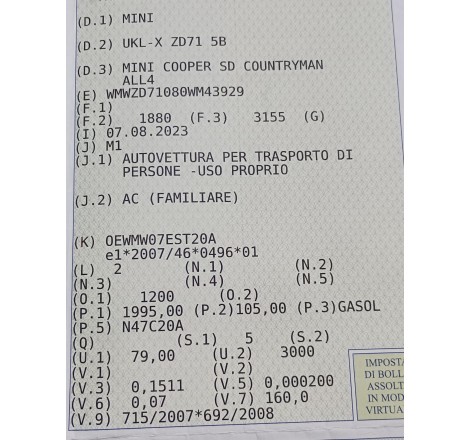 (D.1) MINI
(D.2) UKL-X ZD71 5B
(D.3) MINI COOPER SD COUNTRYMAN
ALL4
(E) WMWZD71080WM43929
(F.1)
(F.2) 1880 (F.3) 3155 (G)
(I) 07.08.2023
(J) M1
(J.1) AUTOVETTURA PER TRASPORTO DI
PERSONE -USO PROPRIO
(J.2) AC (FAMILIARE)
(K) OEWMW07EST20A
e1*2007/46*0496*01
(L) 2 (N.1) (N.2)
(N.3) (N.4) (N.5)
(O.1) 1200 (O.2)
(P.1) 1995,00 (P.2)105,00 (P.3)GASOL
(P.5) N47C20A
(Q) (S.1) 5 (S.2)
(U.1) 79,00 (U.2) 3000
(V.1) (V.2)
(V.3) 0,1511 (V.5) 0,000200
(V.6) 0,07 (V.7) 160,0
(V.9) 715/2007*692/2008
IMPOSTA
DI BOLL
ASSOLT
IN MOD
VIRTUA